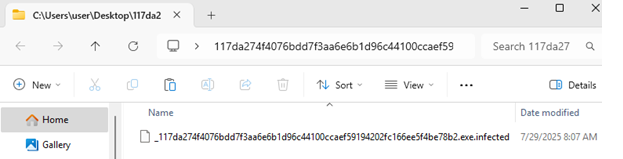 C:\Users\user\Desktop\117da2
117da274f4076bdd7f3aa6e6b1d96c44100ccaef59
Search 117da27
New
Sort
View
Details
Home
Name
Date modified
_117da274f4076bdd7f3aa6e6b1d96c44100ccaef59194202fc166ee5f4be78b2.exe.infected
7/29/2025 8:07 AM
Gallery